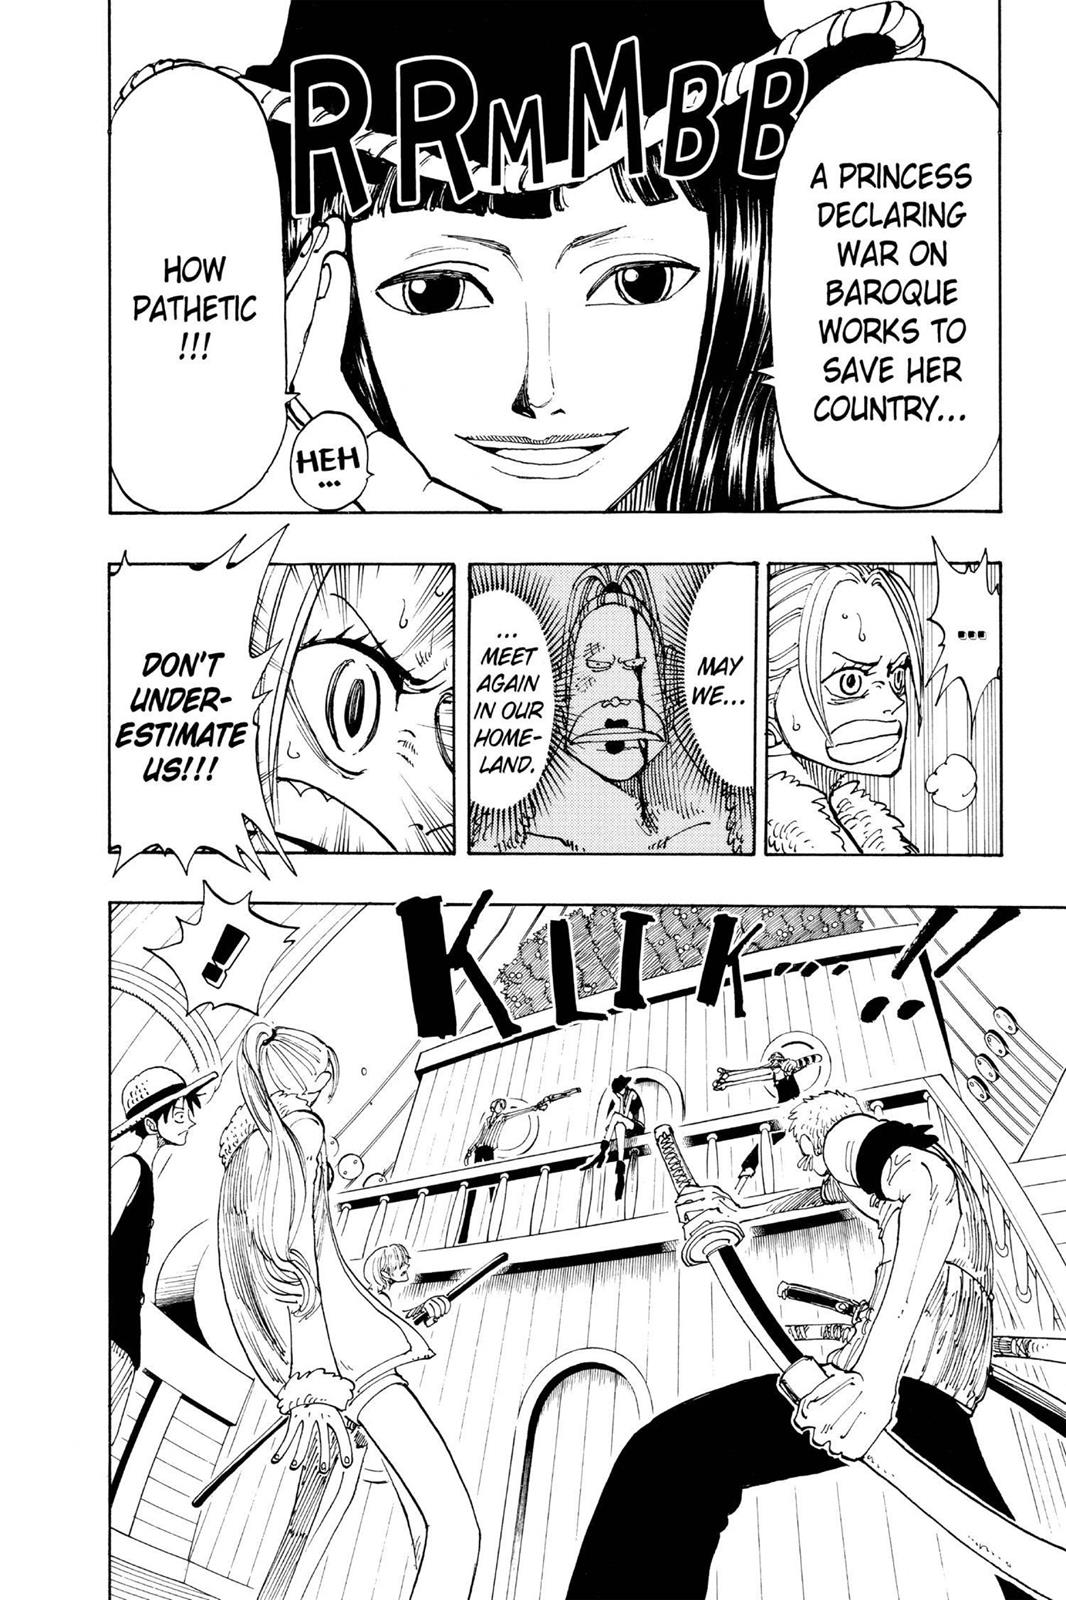 RRMMBB
A PRINCESS
DECLARING
WAR ON
BAROQUE
WORKS TO
SAVE HER
COUNTRY...
HOW
PATHETIC
!!!
HEH
...
...
MAY
WE...
...
MEET
AGAIN
IN OUR
HOME-
LAND.
DON'T
UNDER-
ESTIMATE
US!!!
!
KLIK...!!